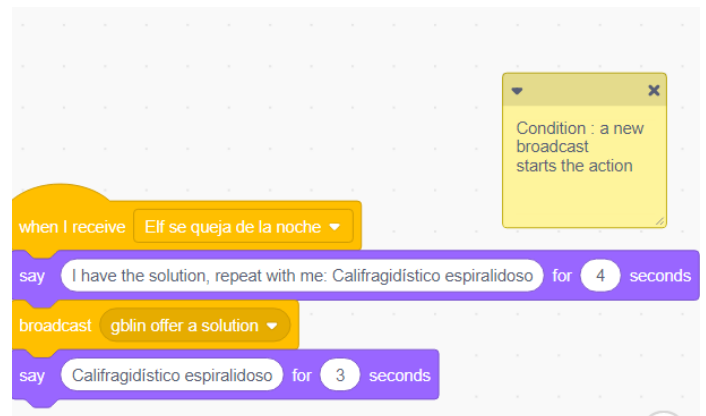 Condition : a new
broadcast
starts the action
when I receive Elf se queja de la noche
say I have the solution, repeat with me: Califragidístico espiralidoso for 4 seconds
broadcast gblin offer a solution
say Califragidístico espiralidoso for 3 seconds